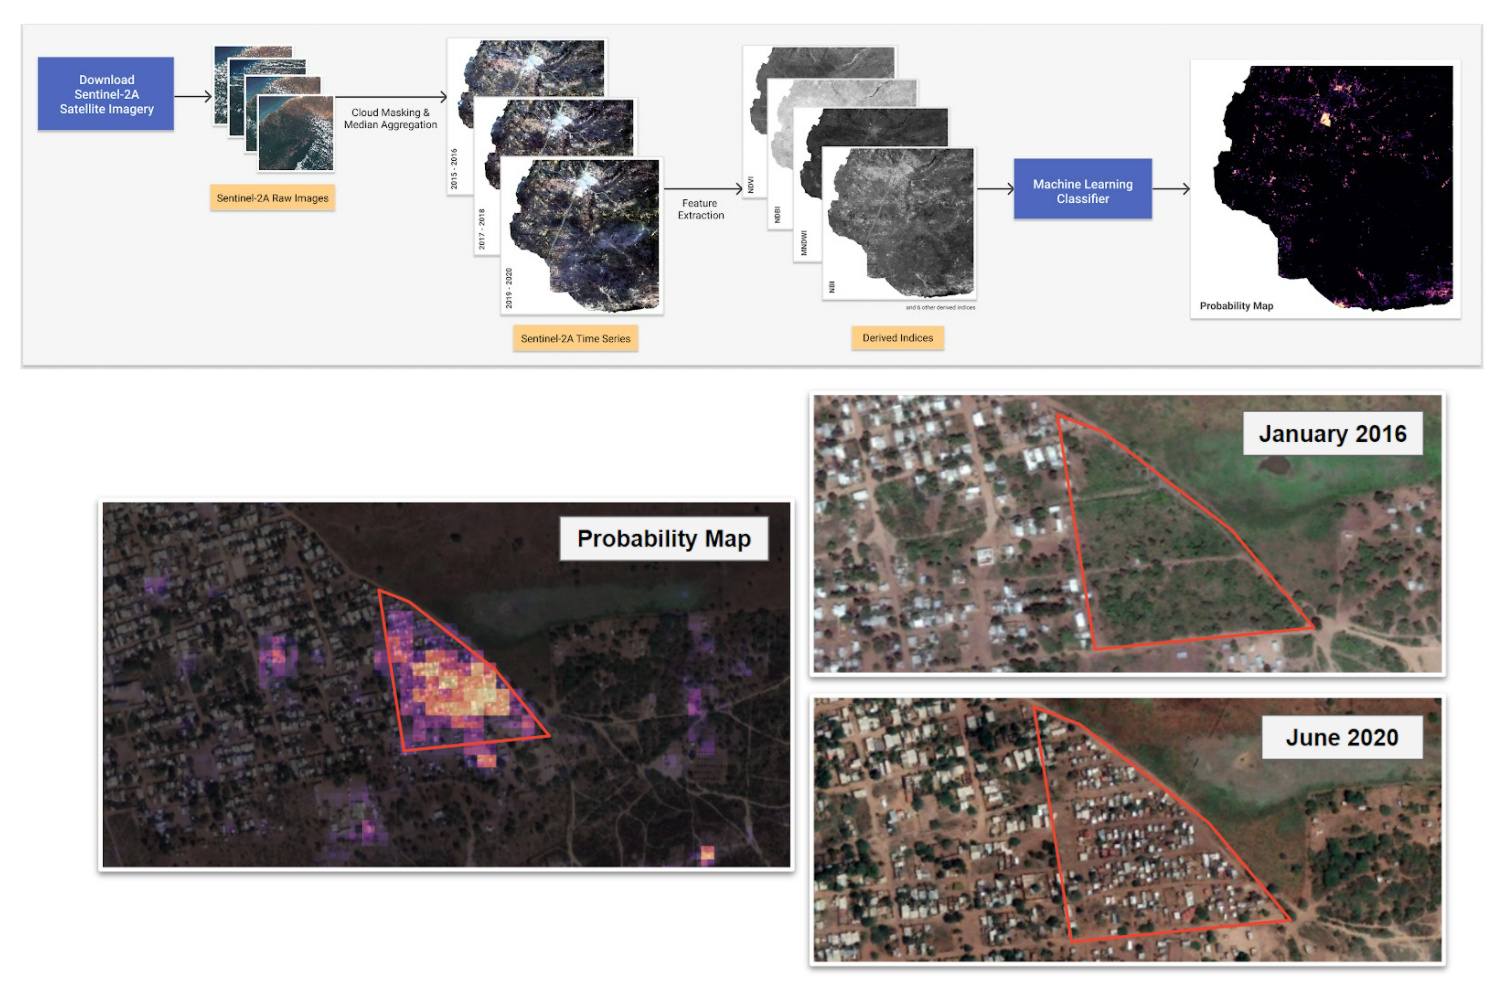 Download
Sentinel-2A
Satellite Imagery
Sentinel-2A Raw Images
Cloud Masking &
Median Aggregation
2015 - 2016
2017 - 2018
2019 - 2020
Sentinel-2A Time Series
Feature
Extraction
NDVI
NDBI
MNDWI
NBI
and 6 other derived indices
Derived Indices
Machine Learning
Classifier
Probability Map
Probability Map
January 2016
June 2020